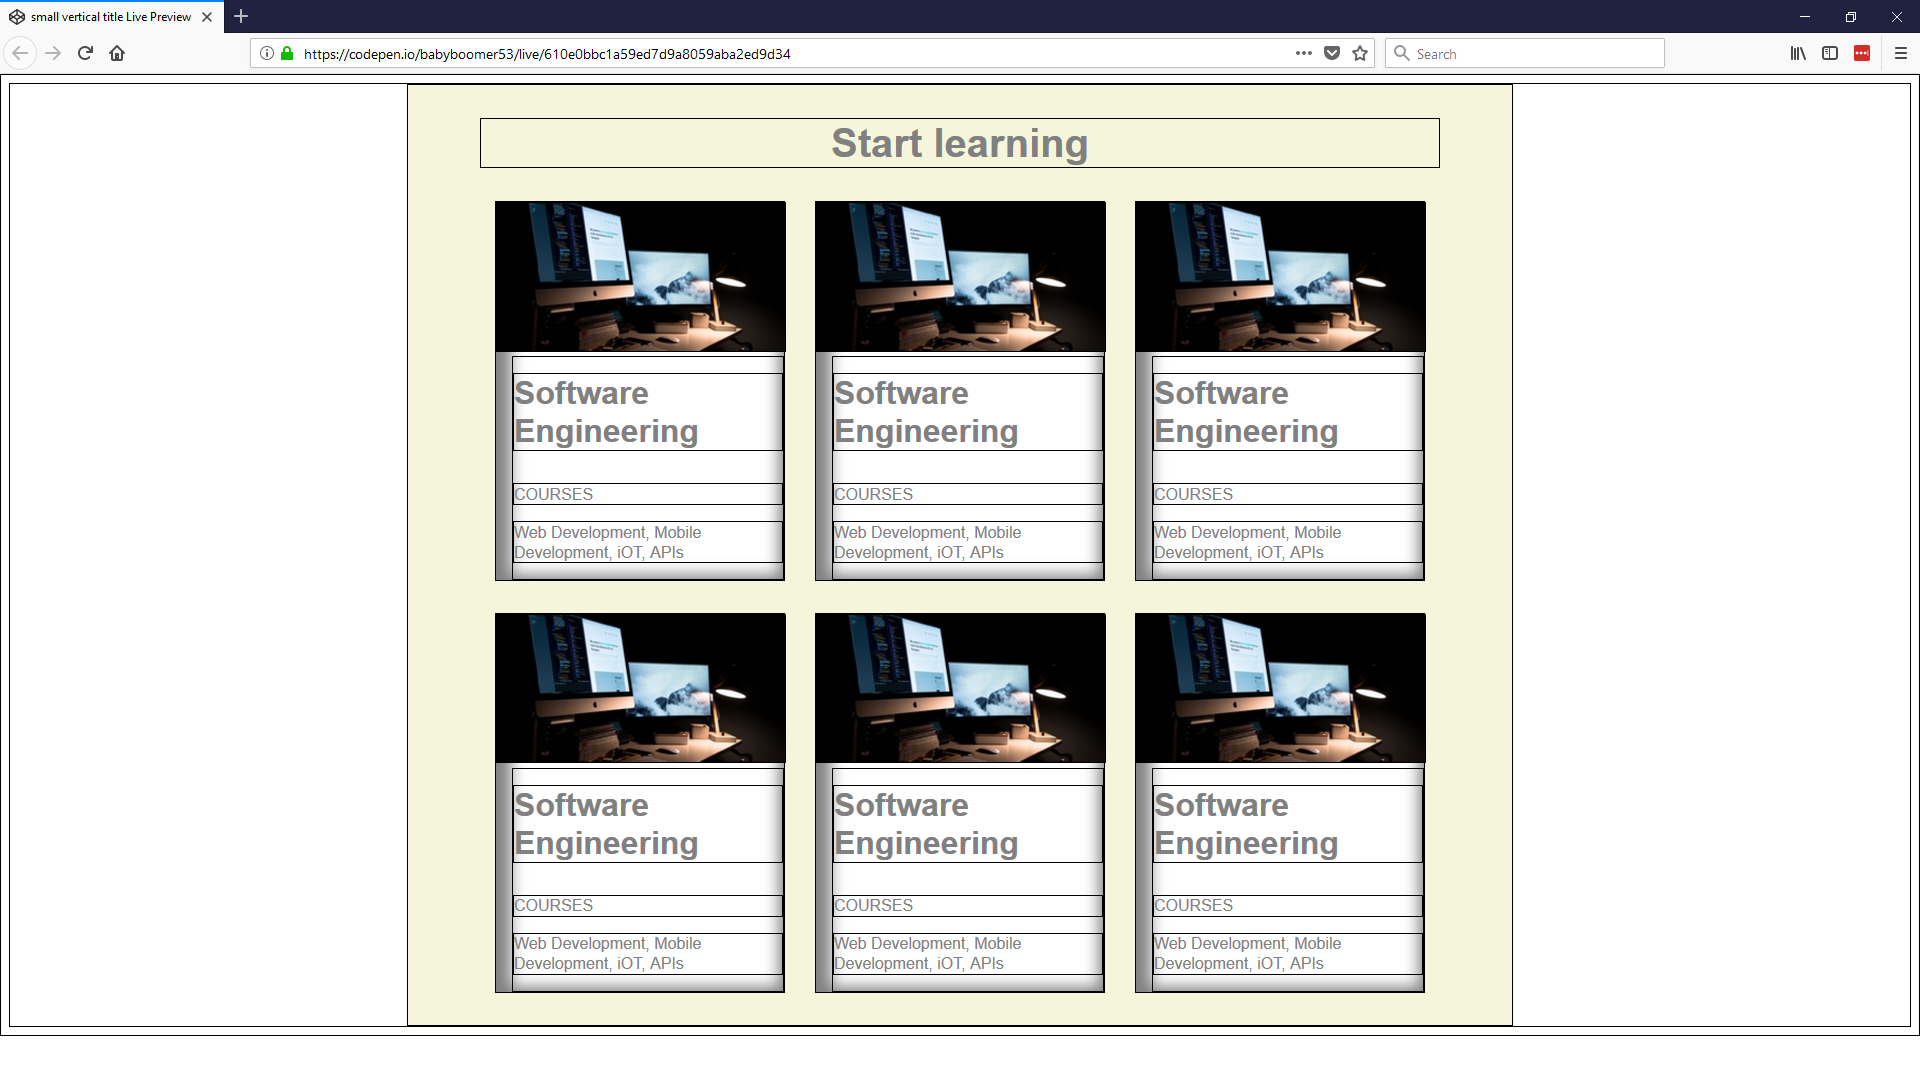 small vertical title Live Preview
https://codepen.io/babyboomer53/live/610e0bbc1a59ed7d9a8059aba2ed9d34
Search
Start learning
Software
Engineering
COURSES
Web Development, Mobile
Development, iOT, APIs
Software
Engineering
COURSES
Web Development, Mobile
Development, iOT, APIs
Software
Engineering
COURSES
Web Development, Mobile
Development, iOT, APIs
Software
Engineering
COURSES
Web Development, Mobile
Development, iOT, APIs
Software
Engineering
COURSES
Web Development, Mobile
Development, iOT, APIs
Software
Engineering
COURSES
Web Development, Mobile
Development, iOT, APIs